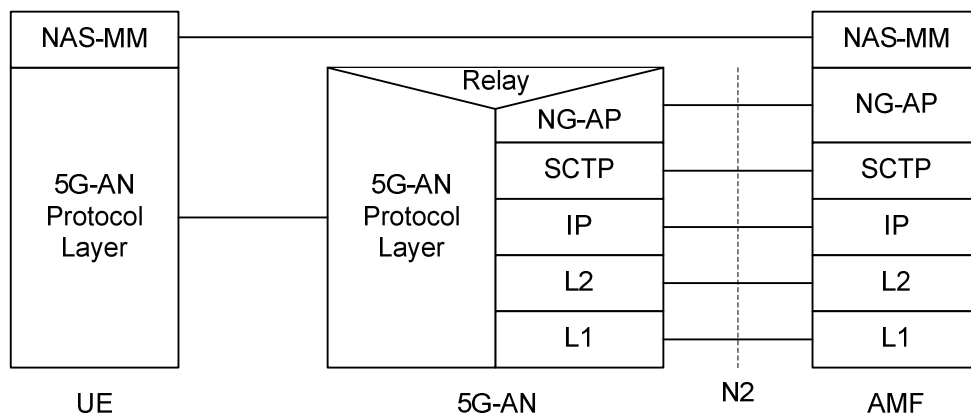 NAS-MM
NAS-MM
Relay
NG-AP
NG-AP
5G-AN
Protocol
Layer
5G-AN
Protocol
Layer
SCTP
SCTP
IP
IP
L2
L2
L1
L1
UE
5G-AN
N2
AMF